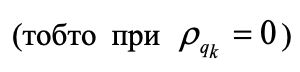 (тобто при ρ_{q_k} = 0)